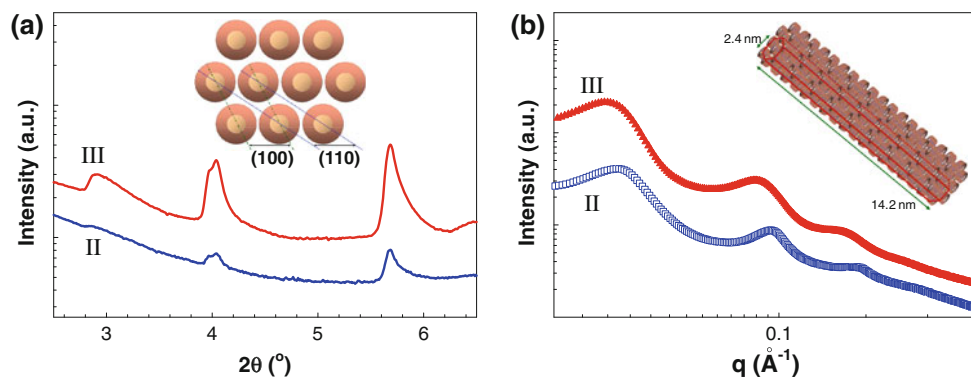 (a)
Intensity (a.u.)
III
II
(100)
(110)
3
4
5
6
2θ (°)
(b)
Intensity (a.u.)
III
II
2.4 nm
14.2 nm
0.1
q (Å⁻¹)